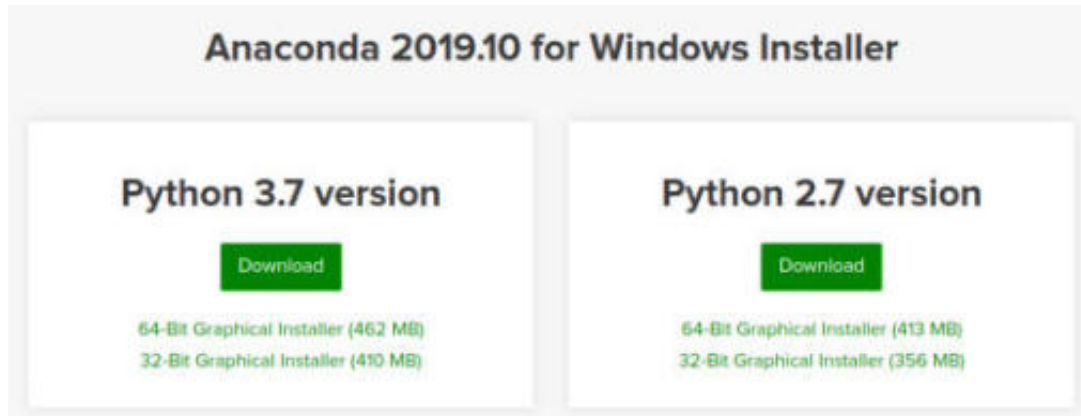 Anaconda 2019.10 for Windows Installer
Python 3.7 version
Download
64-Bit Graphical Installer (462 MB)
32-Bit Graphical Installer (410 MB)
Python 2.7 version
Download
64-Bit Graphical Installer (413 MB)
32-Bit Graphical Installer (356 MB)